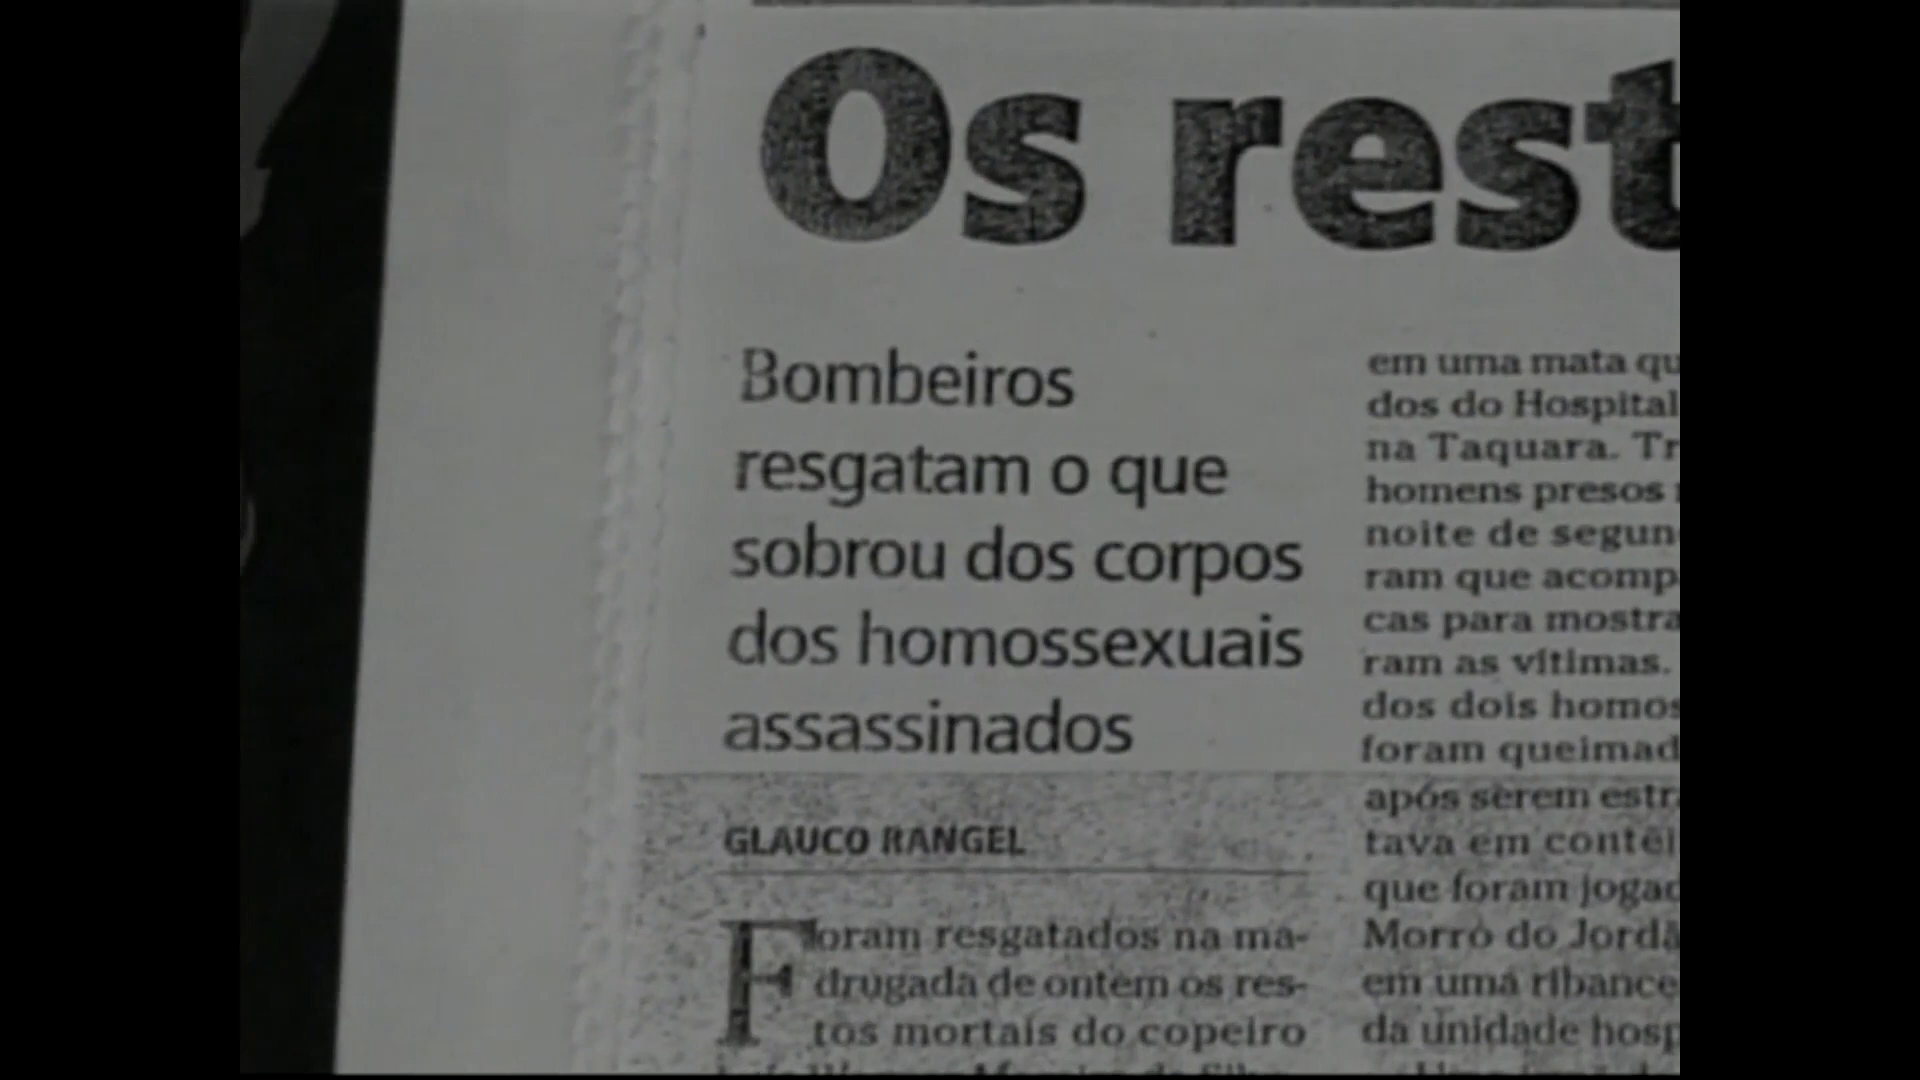 Os rest
Bombeiros
resgatam o que
sobrou dos corpos
dos homossexuais
assassinados
GLAUCO RANGEL
Foram resgatados na ma-
drugada de ontem os res-
tos mortais do copeiro
em uma mata qu
dos do Hospital
na Taquara. Tr
homens presos
noite de segun
ram que acomp
cas para mostra
ram as vítimas.
dos dois homos
foram queimad
após serem estra
tava em contêi
que foram jogad
Morro do Jordã
em uma ribance
da unidade hosp